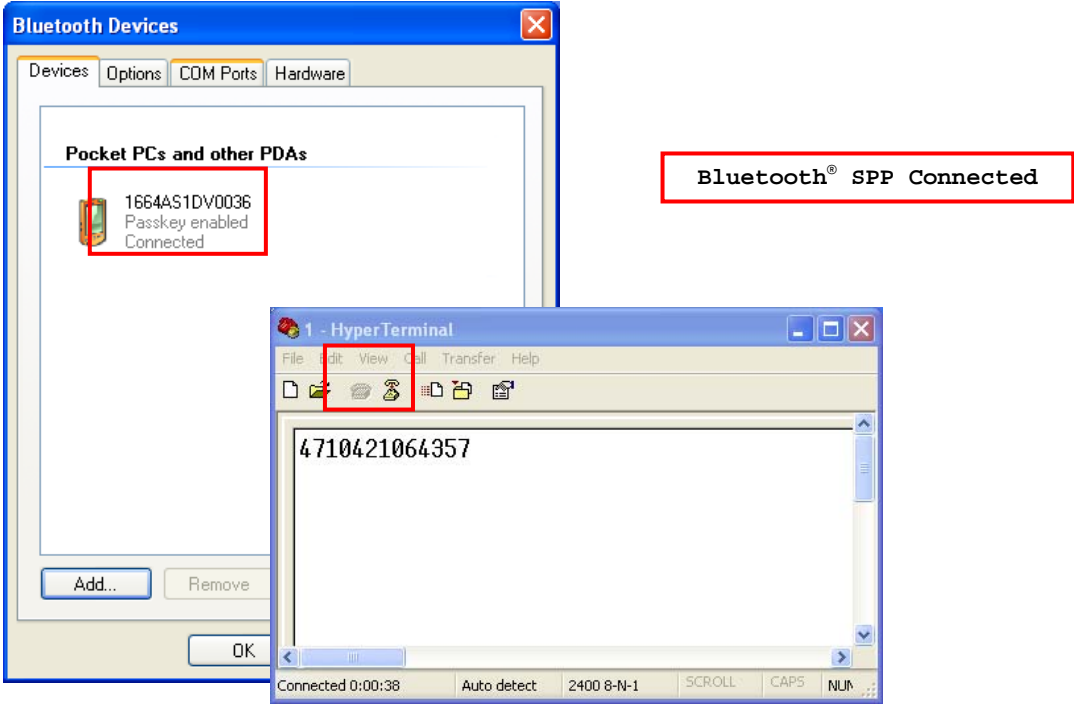 Bluetooth Devices
Devices Options COM Ports Hardware
Pocket PCs and other PDAs
1664AS1DV0036
Passkey enabled
Connected
Add... Remove
OK
Bluetooth® SPP Connected
1 - HyperTerminal
File Edit View Call Transfer Help
4710421064357
Connected 0:00:38 Auto detect 2400 8-N-1 SCROLL CAPS NUM